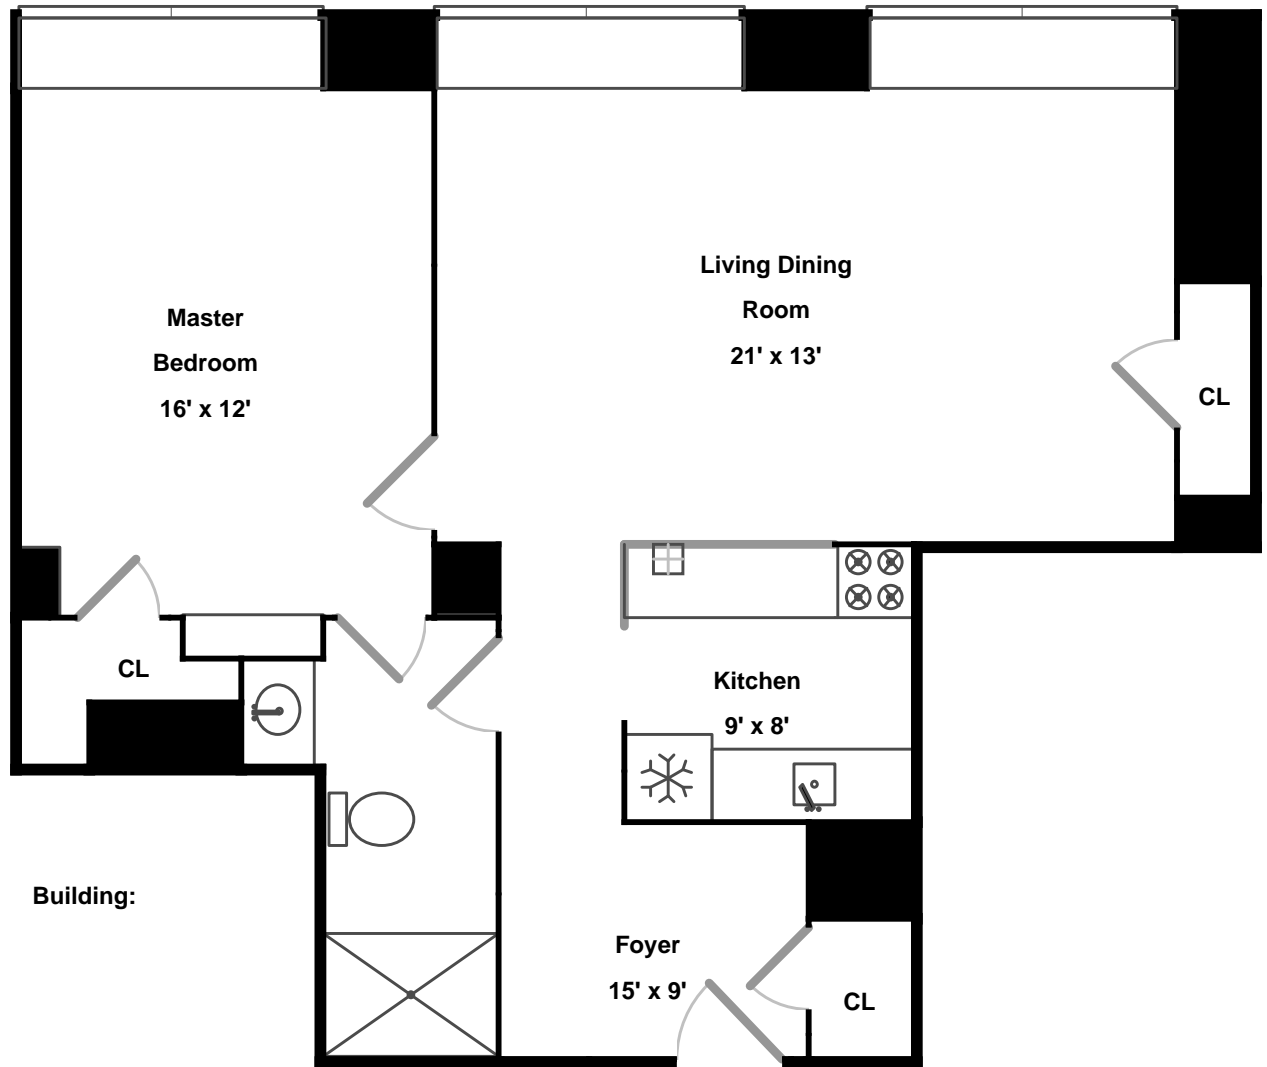 Living Dining
Room
21' x 13'
Master
Bedroom
16' x 12'
CL
CL
Kitchen
9' x 8'
Building:
Foyer
15' x 9'
CL